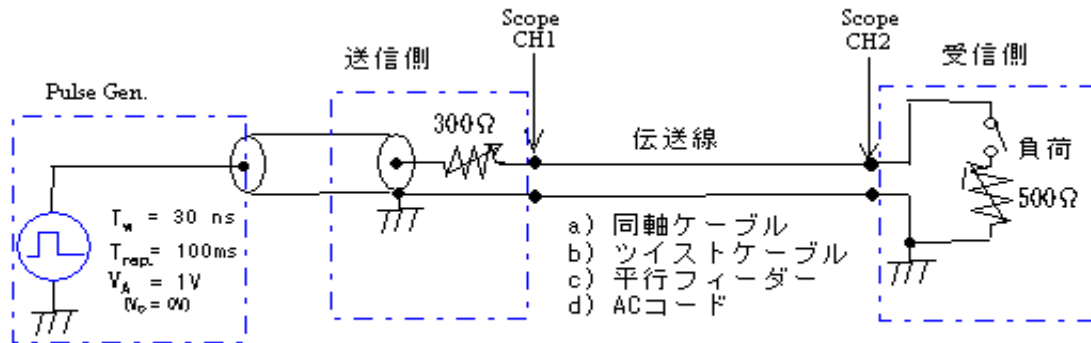 Scope
CH1
Scope
CH2
送信側
受信側
Pulse Gen.
300Ω
伝送線
負荷
500Ω
Tw = 30 ns
Trep. = 100ms
VA = 1V
(Vo = 0V)
a) 同軸ケーブル
b) ツイストケーブル
c) 平行フィーダー
d) ACコード